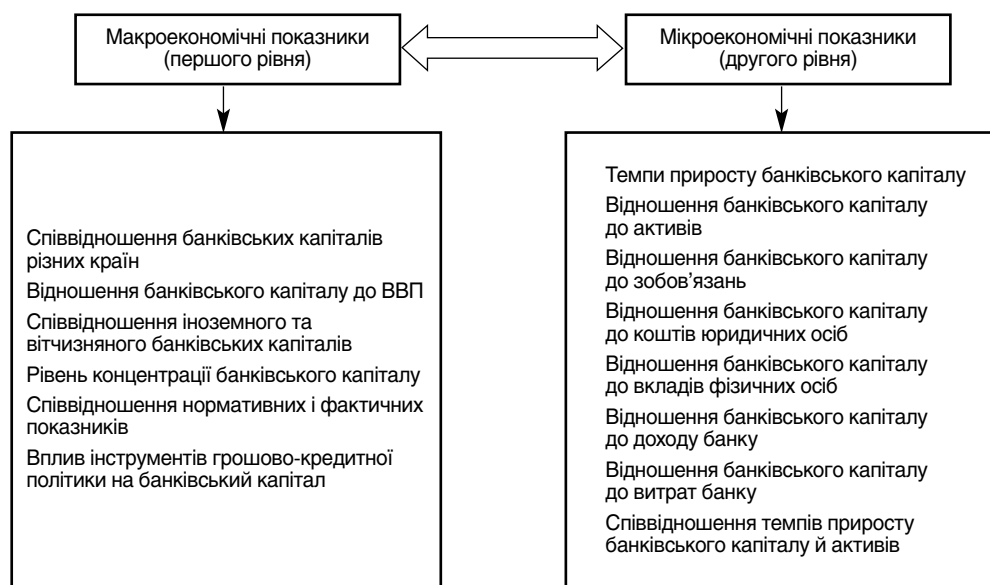 Макроекономічні показники
(першого рівня)
Мікроекономічні показники
(другого рівня)
Співвідношення банківських капіталів
різних країн
Відношення банківського капіталу до ВВП
Співвідношення іноземного та
вітчизняного банківських капіталів
Рівень концентрації банківського капіталу
Співвідношення нормативних і фактичних
показників
Вплив інструментів грошово-кредитної
політики на банківський капітал
Темпи приросту банківського капіталу
Відношення банківського капіталу
до активів
Відношення банківського капіталу
до зобов’язань
Відношення банківського капіталу
до коштів юридичних осіб
Відношення банківського капіталу
до вкладів фізичних осіб
Відношення банківського капіталу
до доходу банку
Відношення банківського капіталу
до витрат банку
Співвідношення темпів приросту
банківського капіталу й активів